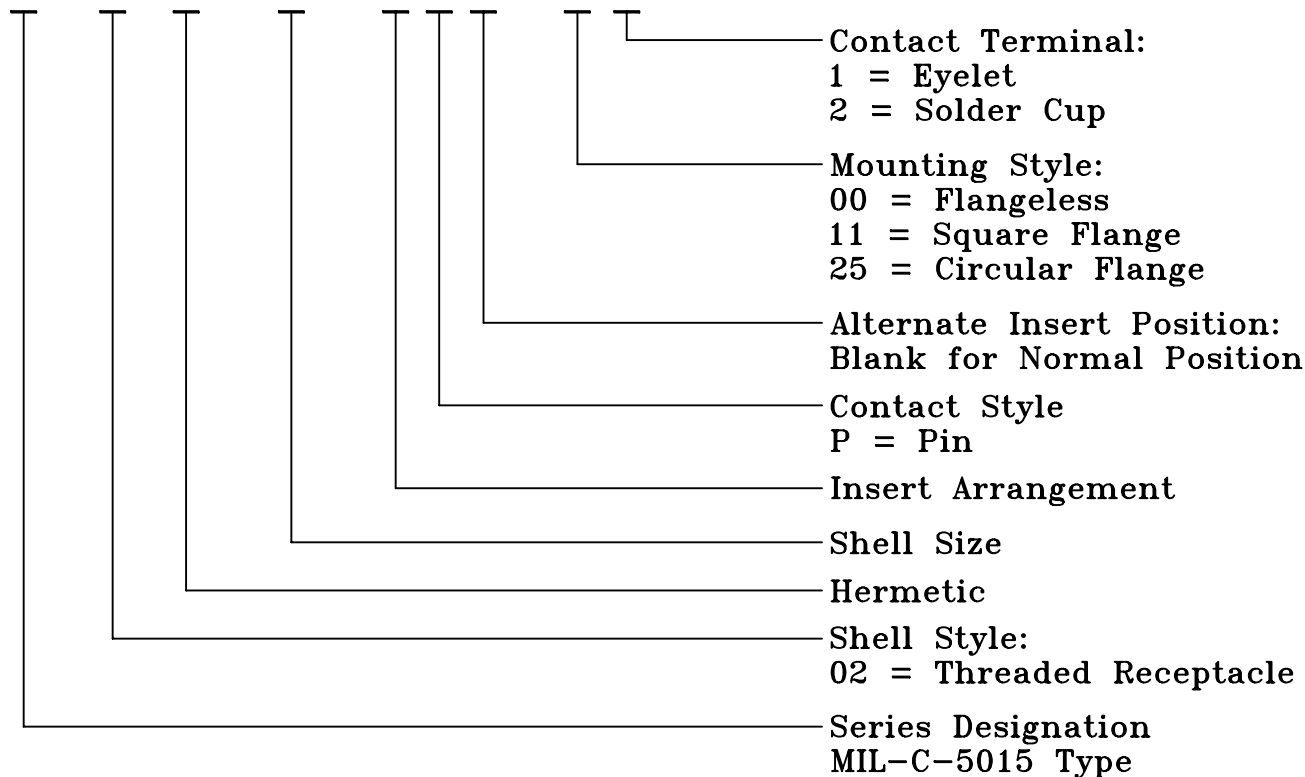 Contact Terminal:
1 = Eyelet
2 = Solder Cup
Mounting Style:
00 = Flangeless
11 = Square Flange
25 = Circular Flange
Alternate Insert Position:
Blank for Normal Position
Contact Style
P = Pin
Insert Arrangement
Shell Size
Hermetic
Shell Style:
02 = Threaded Receptacle
Series Designation
MIL-C-5015 Type